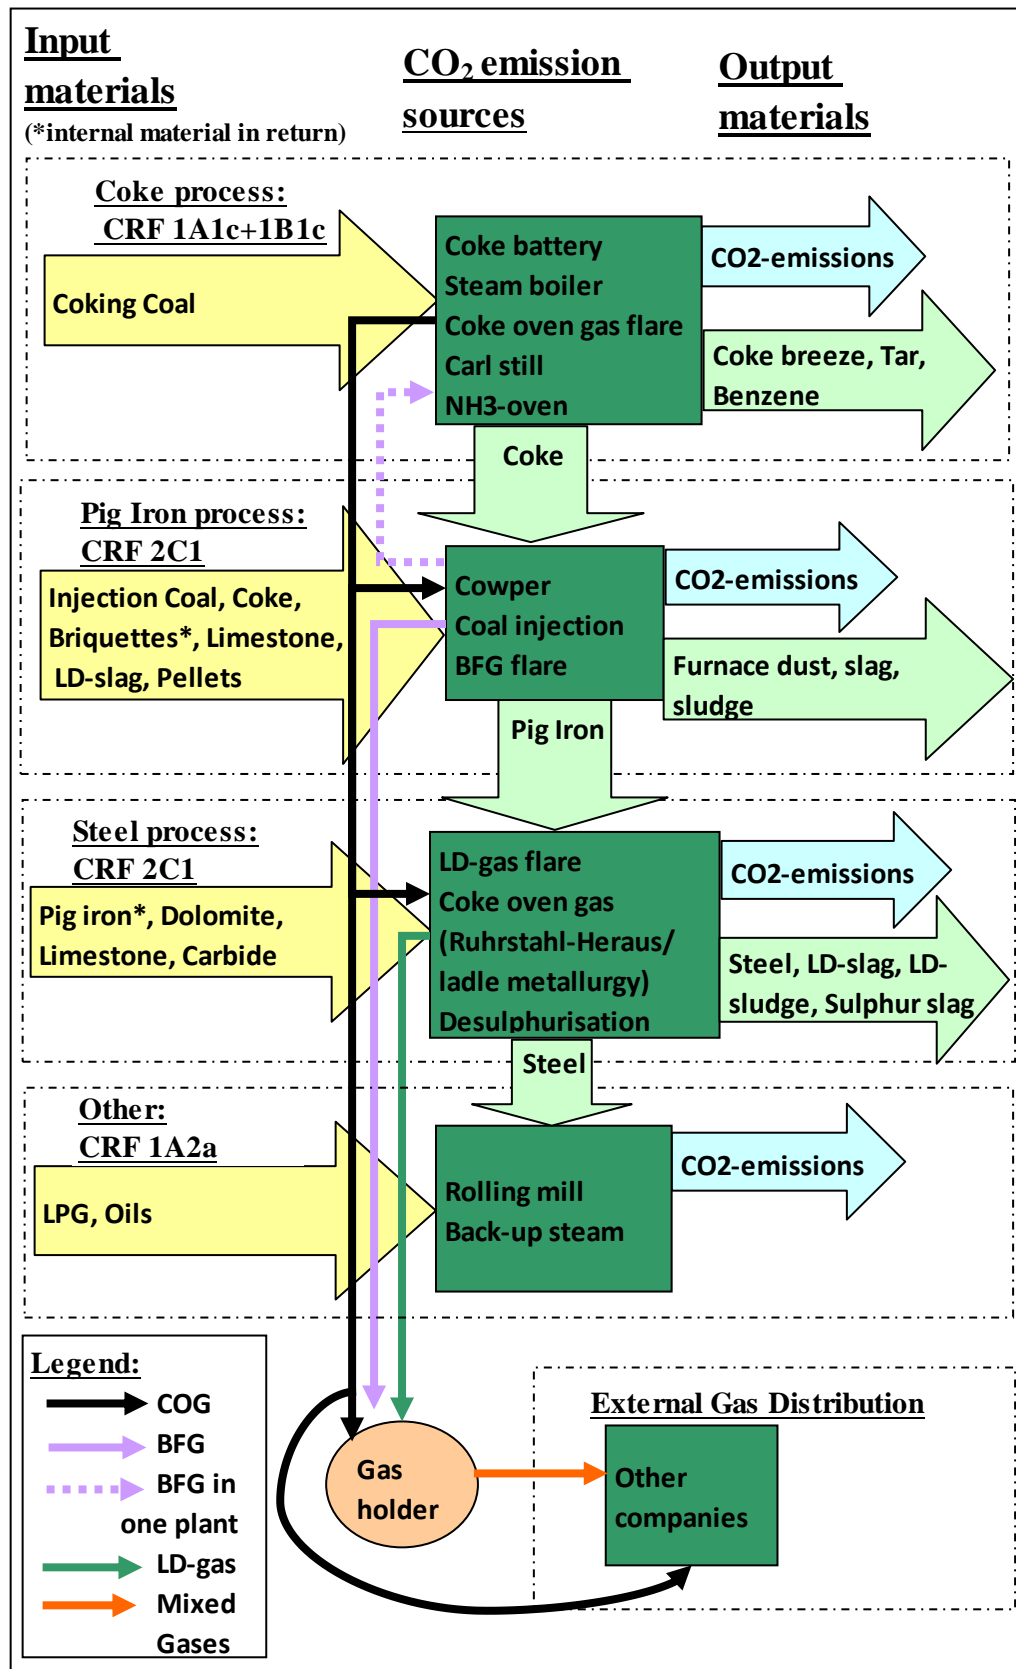 Input
materials
(*internal material in return)
CO₂ emission
sources
Output
materials
Coke process:
CRF 1A1c+1B1c
Coking Coal
Coke battery
Steam boiler
Coke oven gas flare
Carl still
NH3-oven
CO2-emissions
Coke breeze, Tar,
Benzene
Coke
Pig Iron process:
CRF 2C1
Injection Coal, Coke,
Briquettes*, Limestone,
LD-slag, Pellets
Cowper
Coal injection
BFG flare
CO2-emissions
Furnace dust, slag,
sludge
Pig Iron
Steel process:
CRF 2C1
Pig iron*, Dolomite,
Limestone, Carbide
LD-gas flare
Coke oven gas
(Ruhrstahl-Heraus/
ladle metallurgy)
Desulphurisation
CO2-emissions
Steel, LD-slag, LD-
sludge, Sulphur slag
Steel
Other:
CRF 1A2a
LPG, Oils
Rolling mill
Back-up steam
CO2-emissions
Legend:
COG
BFG
BFG in
one plant
LD-gas
Mixed
Gases
Gas
holder
External Gas Distribution
Other
companies